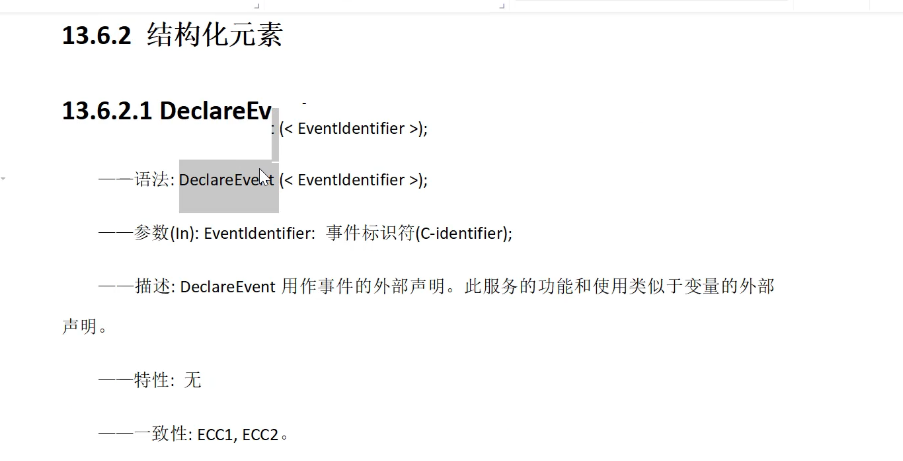 13.6.2 结构化元素
13.6.2.1 DeclareEv
: (< EventIdentifier >);
——语法: DeclareEvent (< EventIdentifier >);
——参数(In): EventIdentifier: 事件标识符(C-identifier);
——描述: DeclareEvent 用作事件的外部声明。此服务的功能和使用类似于变量的外部
声明。
——特性: 无
——一致性: ECC1, ECC2。